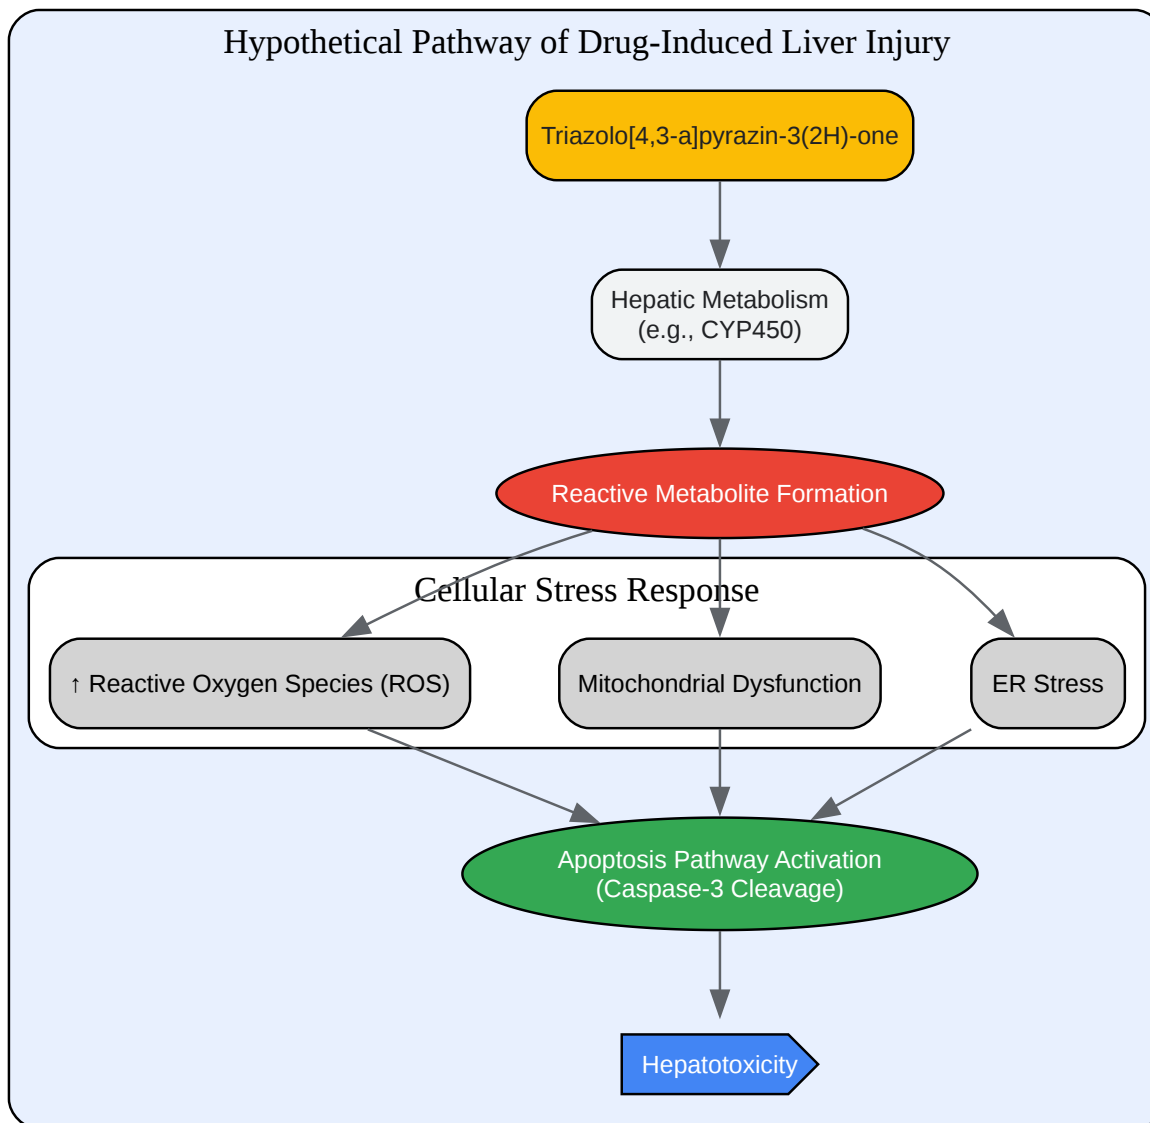 Hypothetical Pathway of Drug-Induced Liver Injury
Triazolo[4,3-a]pyrazin-3(2H)-one
Hepatic Metabolism
(e.g., CYP450)
Reactive Metabolite Formation
Cellular Stress Response
↑ Reactive Oxygen Species (ROS)
Mitochondrial Dysfunction
ER Stress
Apoptosis Pathway Activation
(Caspase-3 Cleavage)
Hepatotoxicity